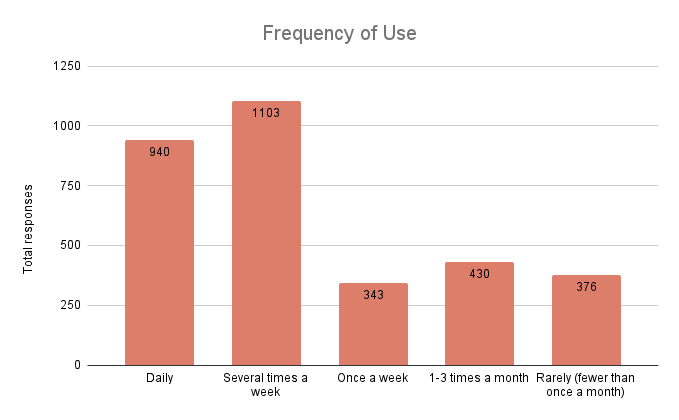 Frequency of Use
Total responses
1250
1000
750
500
250
0
940
1103
343
430
376
Daily
Several times a
week
Once a week
1-3 times a month
Rarely (fewer than
once a month)